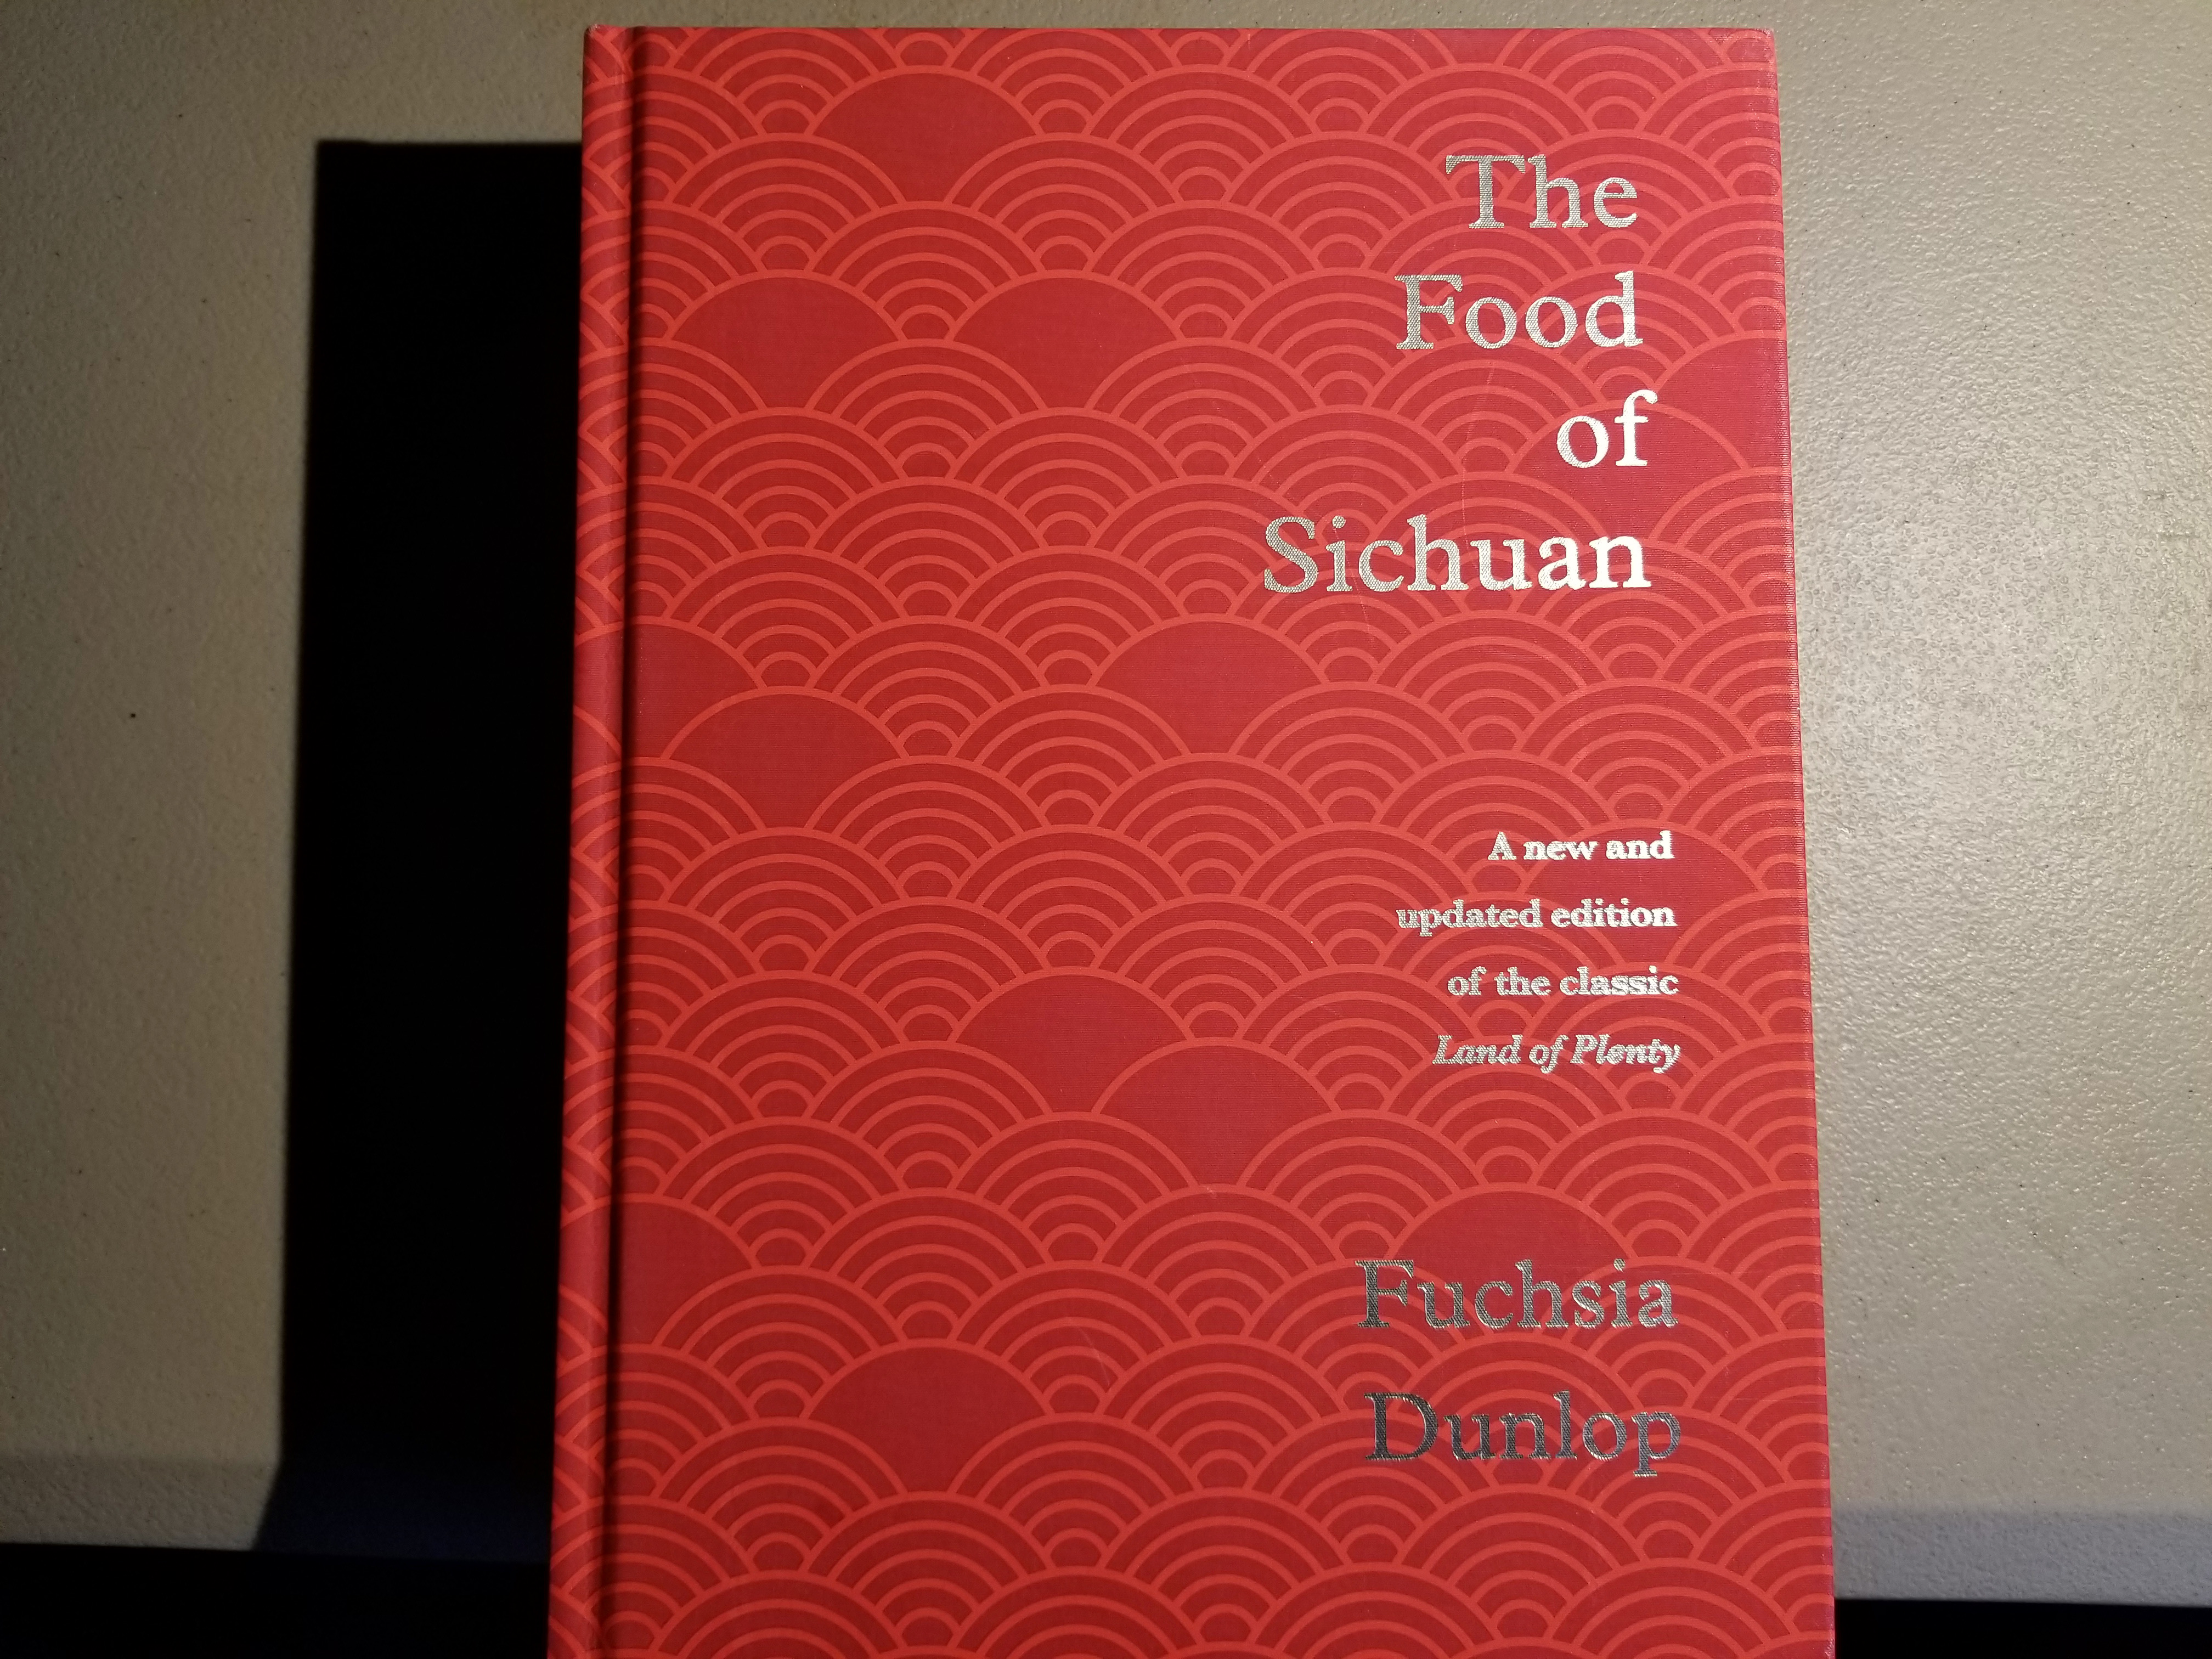 The
Food
of
Sichuan
A new and
updated edition
of the classic
Land of Plenty
Fuchsia
Dunlop